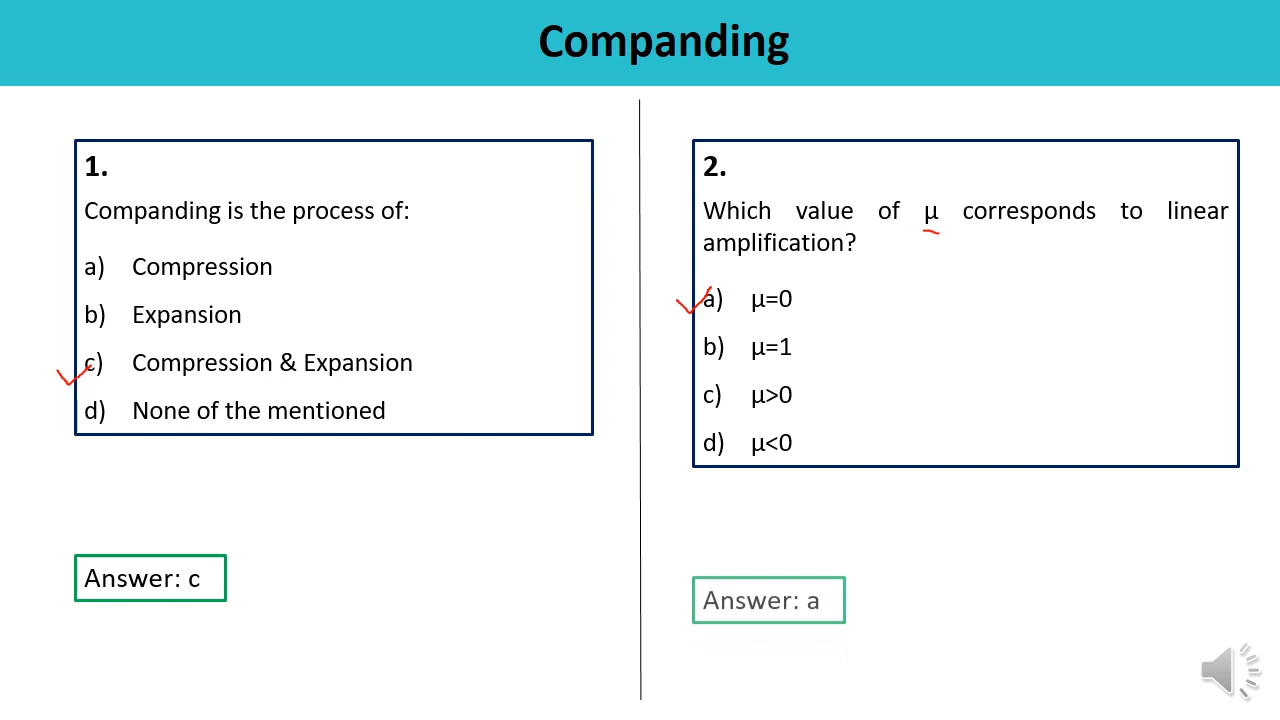 Companding
1.
Companding is the process of:
a) Compression
b) Expansion
c) Compression & Expansion
d) None of the mentioned
Answer: c
2.
Which value of μ corresponds to linear
amplification?
a) μ=0
b) μ=1
c) μ>0
d) μ<0
Answer: a